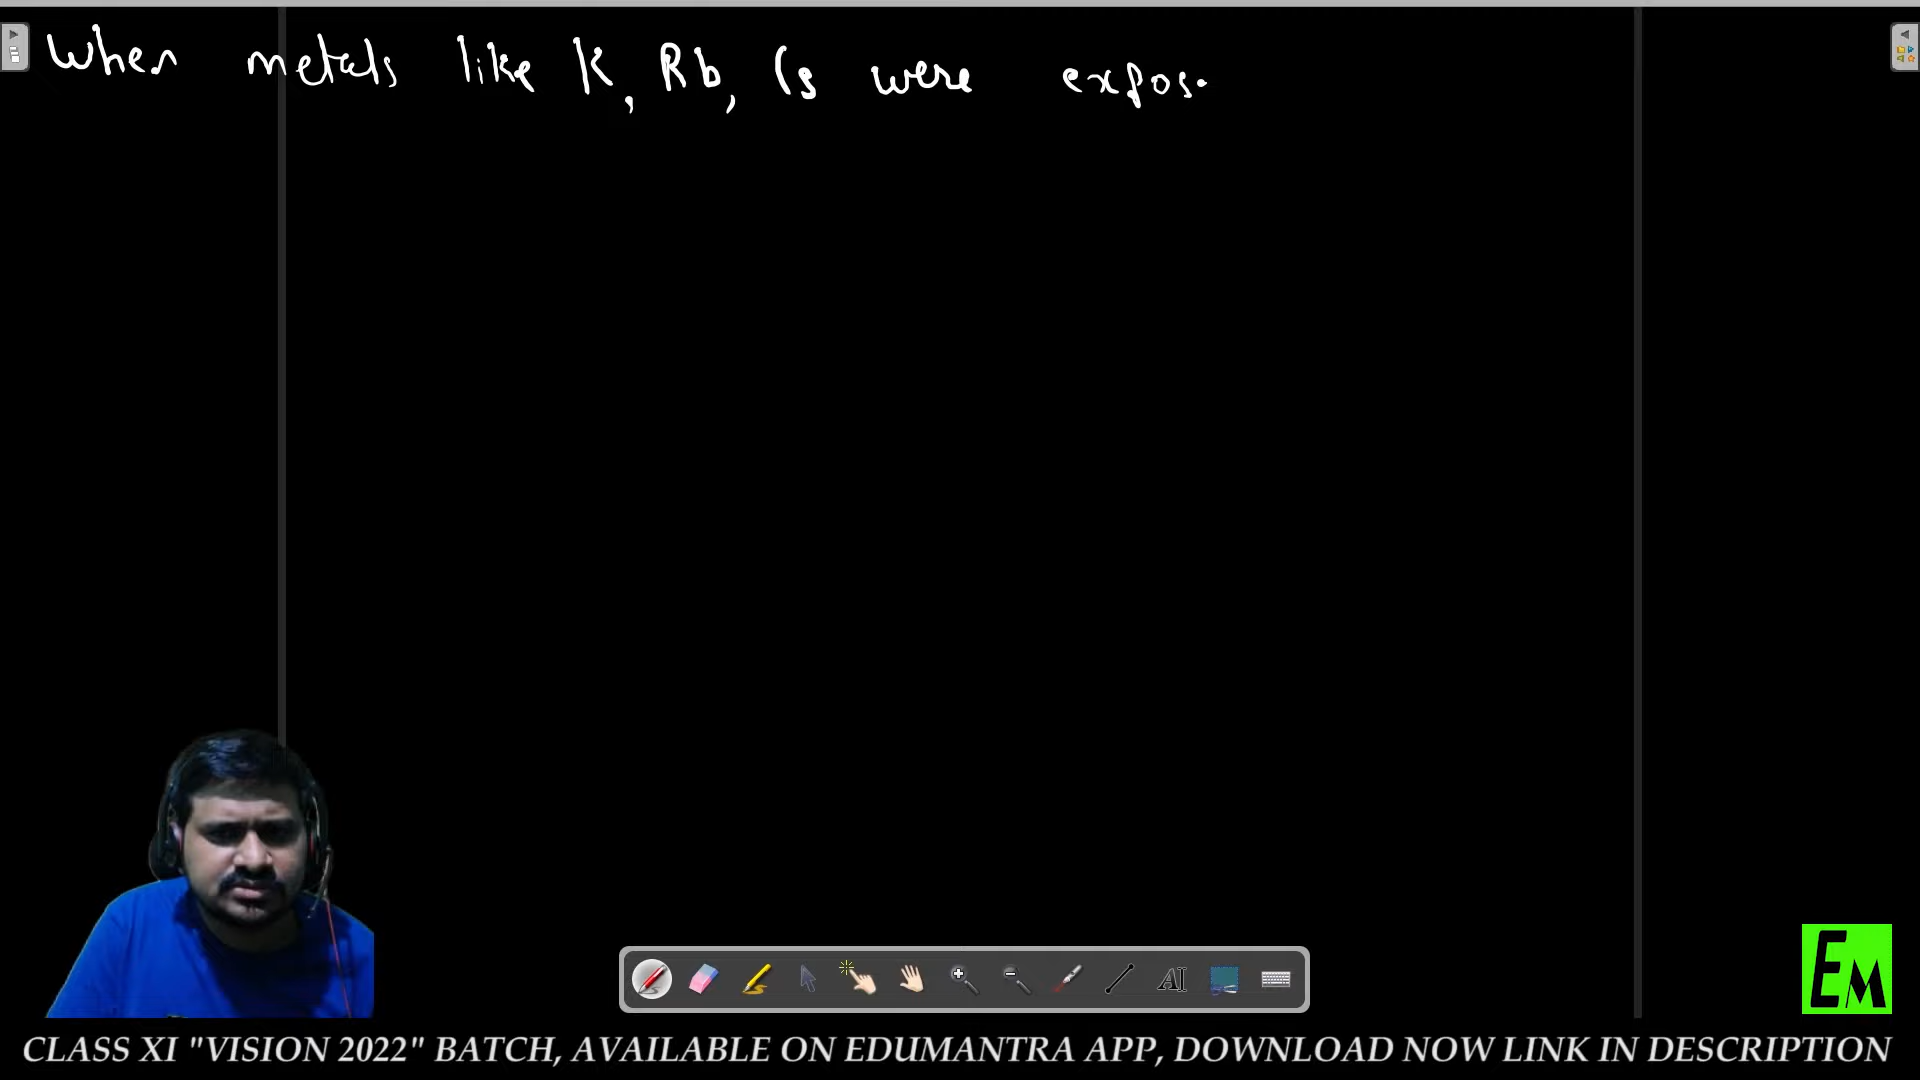 When metals like K, Rb, Cs were expos
AI
EM
CLASS XI "VISION 2022" BATCH, AVAILABLE ON EDUMANTRA APP, DOWNLOAD NOW LINK IN DESCRIPTION